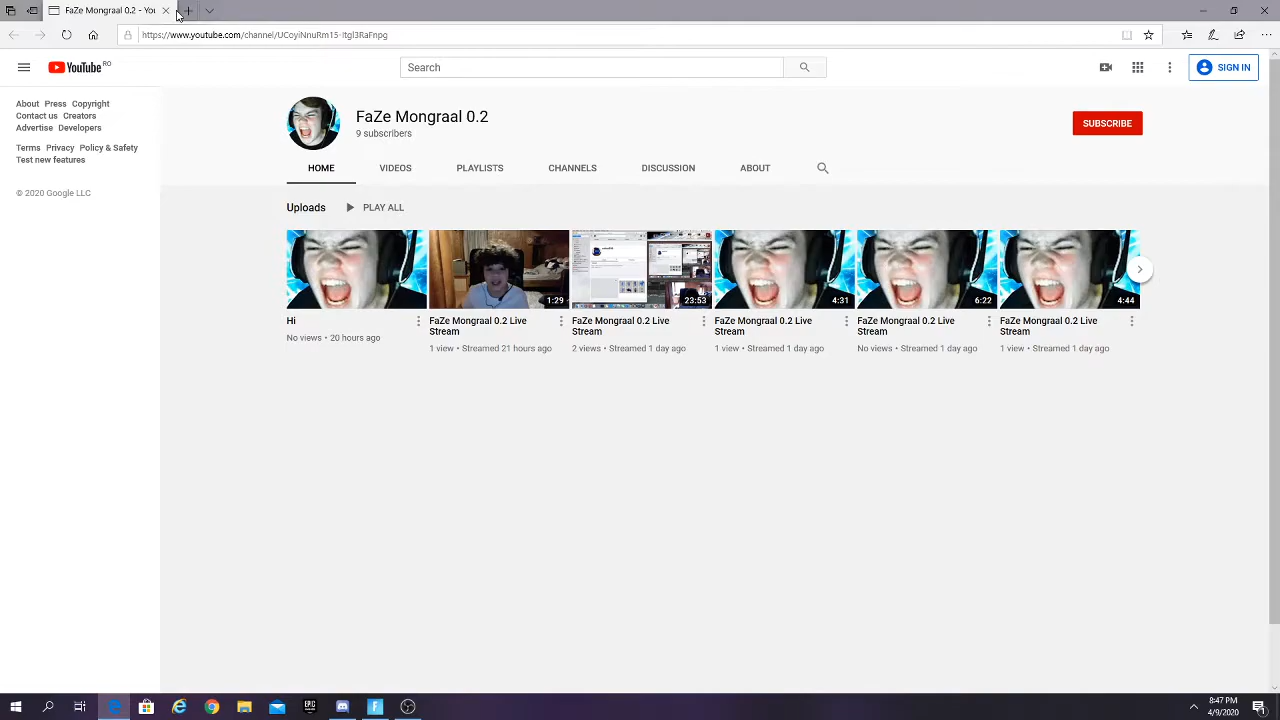 FaZe Mongraal 0.2 - You
https://www.youtube.com/channel/UCoyiNnuRm15-Itgl3RaFnpg
YouTube RO
Search
SIGN IN
About Press Copyright
Contact us Creators
Advertise Developers
Terms Privacy Policy & Safety
Test new features
© 2020 Google LLC
FaZe Mongraal 0.2
9 subscribers
SUBSCRIBE
HOME VIDEOS PLAYLISTS CHANNELS DISCUSSION ABOUT
Uploads PLAY ALL
Hi
No views • 20 hours ago
1:29
FaZe Mongraal 0.2 Live
Stream
1 view • Streamed 21 hours ago
23:53
FaZe Mongraal 0.2 Live
Stream
2 views • Streamed 1 day ago
4:31
FaZe Mongraal 0.2 Live
Stream
1 view • Streamed 1 day ago
6:22
FaZe Mongraal 0.2 Live
Stream
No views • Streamed 1 day ago
4:44
FaZe Mongraal 0.2 Live
Stream
1 view • Streamed 1 day ago
EPIC
8:47 PM
4/9/2020